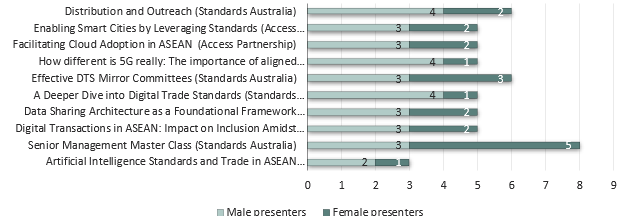 Distribution and Outreach (Standards Australia) 4 2
Enabling Smart Cities by Leveraging Standards (Access... 3 2
Facilitating Cloud Adoption in ASEAN (Access Partnership) 3 2
How different is 5G really: The importance of aligned... 4 1
Effective DTS Mirror Committees (Standards Australia) 3 3
A Deeper Dive into Digital Trade Standards (Standards... 4 1
Data Sharing Architecture as a Foundational Framework... 3 2
Digital Transactions in ASEAN: Impact on Inclusion Amidst... 3 2
Senior Management Master Class (Standards Australia) 3 5
Artificial Intelligence Standards and Trade in ASEAN... 2 1
0 1 2 3 4 5 6 7 8 9
Male presenters Female presenters